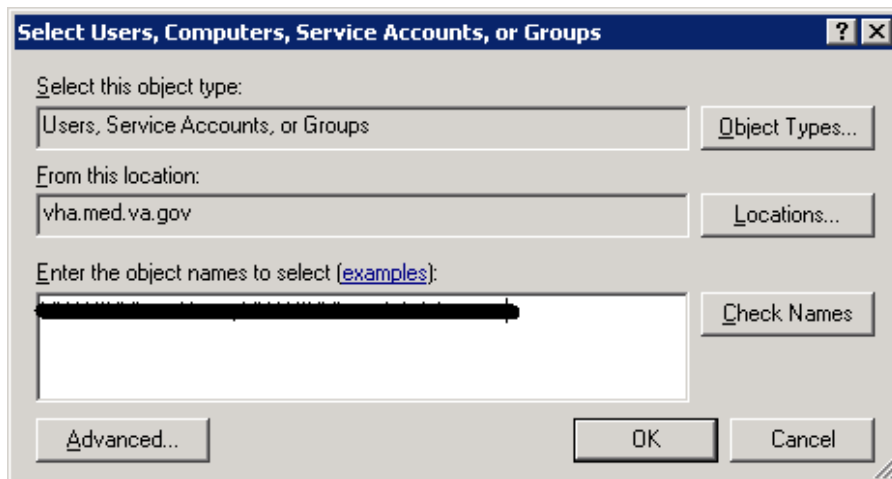 Select Users, Computers, Service Accounts, or Groups
Select this object type:
Users, Service Accounts, or Groups
Object Types...
From this location:
vha.med.va.gov
Locations...
Enter the object names to select (examples):
Check Names
Advanced...
OK
Cancel